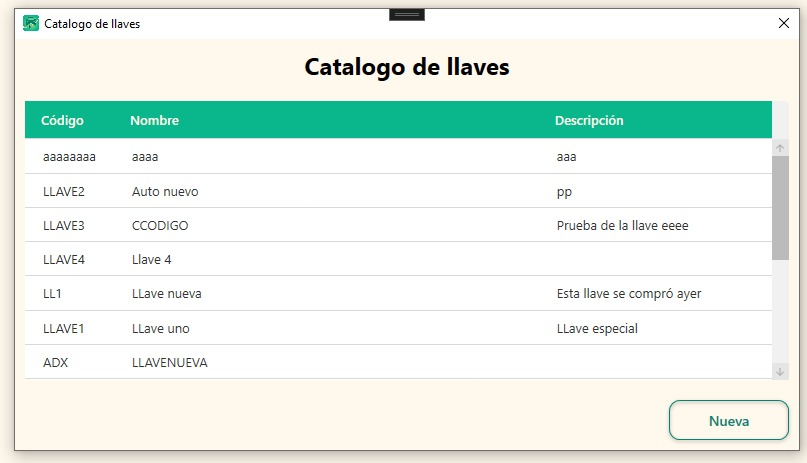 Catalogo de llaves
Catalogo de llaves
Código Nombre Descripción
aaaaaaaa aaaa aaa
LLAVE2 Auto nuevo pp
LLAVE3 CCODIGO Prueba de la llave eeee
LLAVE4 Llave 4
LL1 LLave nueva Esta llave se compró ayer
LLAVE1 LLave uno LLave especial
ADX LLAVENUEVA
Nueva